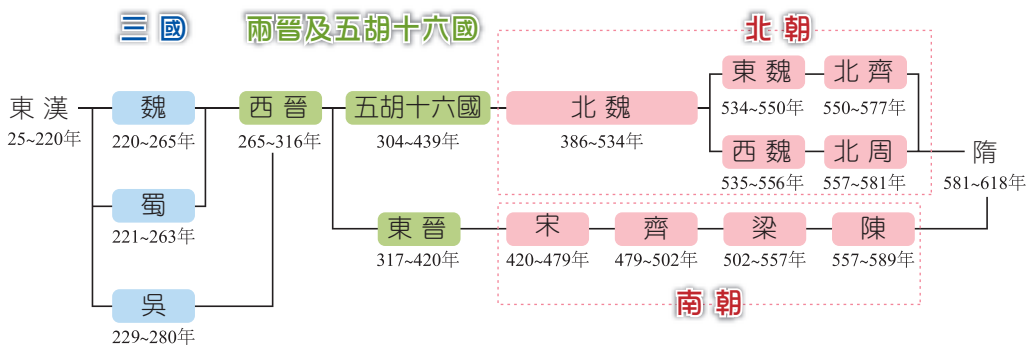 三國
兩晉及五胡十六國
北朝
東漢
25~220年
魏
220~265年
蜀
221~263年
吳
229~280年
西晉
265~316年
五胡十六國
304~439年
東晉
317~420年
北魏
386~534年
東魏
534~550年
北齊
550~577年
西魏
535~556年
北周
557~581年
宋
420~479年
齊
479~502年
梁
502~557年
陳
557~589年
南朝
隋
581~618年